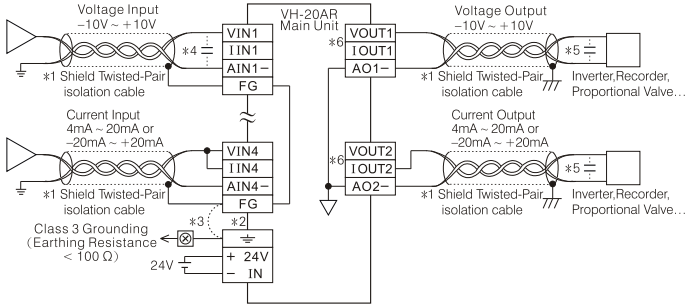 Voltage Input
−10V ~ +10V
VIN1
IIN1
AIN1−
FG
*4
*1 Shield Twisted-Pair
isolation cable
Current Input
4mA ~ 20mA or
−20mA ~ +20mA
VIN4
IIN4
AIN4−
FG
*1 Shield Twisted-Pair
isolation cable
*3
*2
Class 3 Grounding
(Earthing Resistance
< 100 Ω)
24V
+ 24V
− IN
VH-20AR
Main Unit
*6
VOUT1
IOUT1
AO1−
Voltage Output
−10V ~ +10V
*5
*1 Shield Twisted-Pair
isolation cable
Inverter,Recorder,
Proportional Valve...
*6
VOUT2
IOUT2
AO2−
Current Output
4mA ~ 20mA or
−20mA ~ +20mA
*5
*1 Shield Twisted-Pair
isolation cable
Inverter,Recorder,
Proportional Valve...